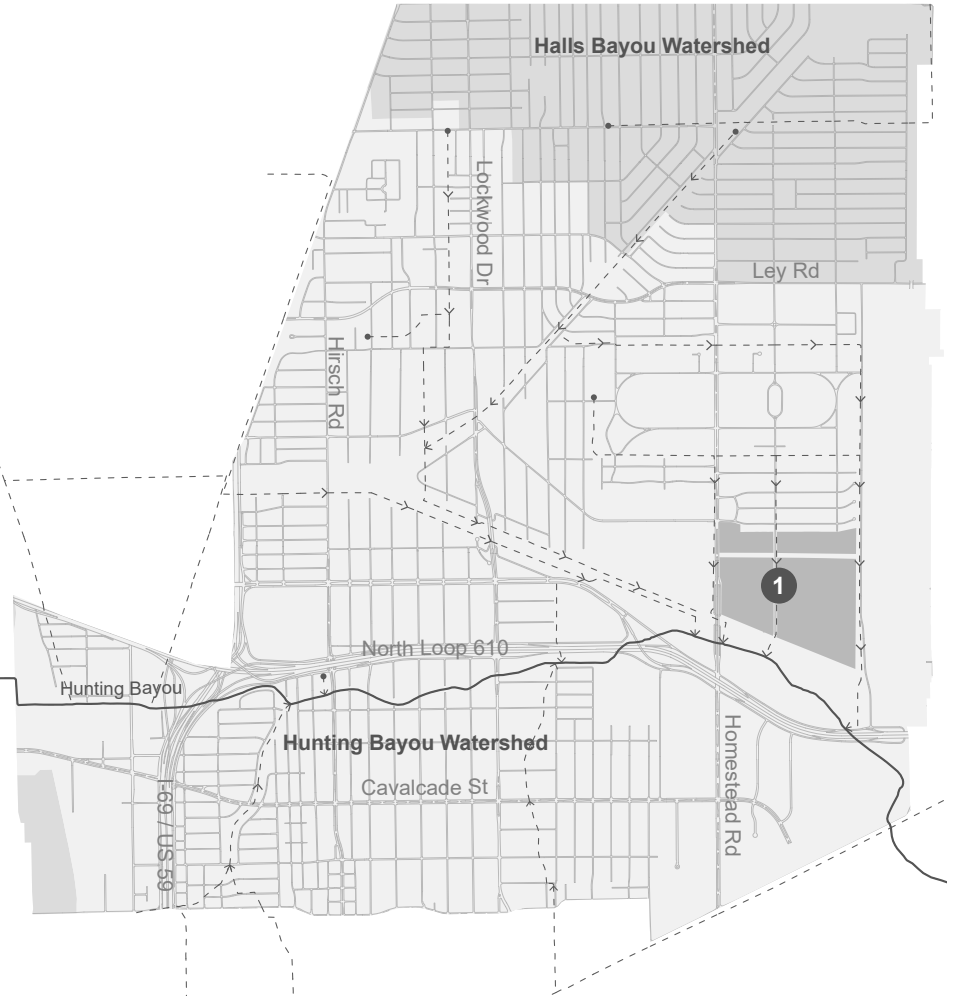 Halls Bayou Watershed
Lockwood Dr
Ley Rd
Hirsch Rd
1
North Loop 610
Hunting Bayou
Hunting Bayou Watershed
Homestead Rd
Cavalcade St
I-69 / US 59